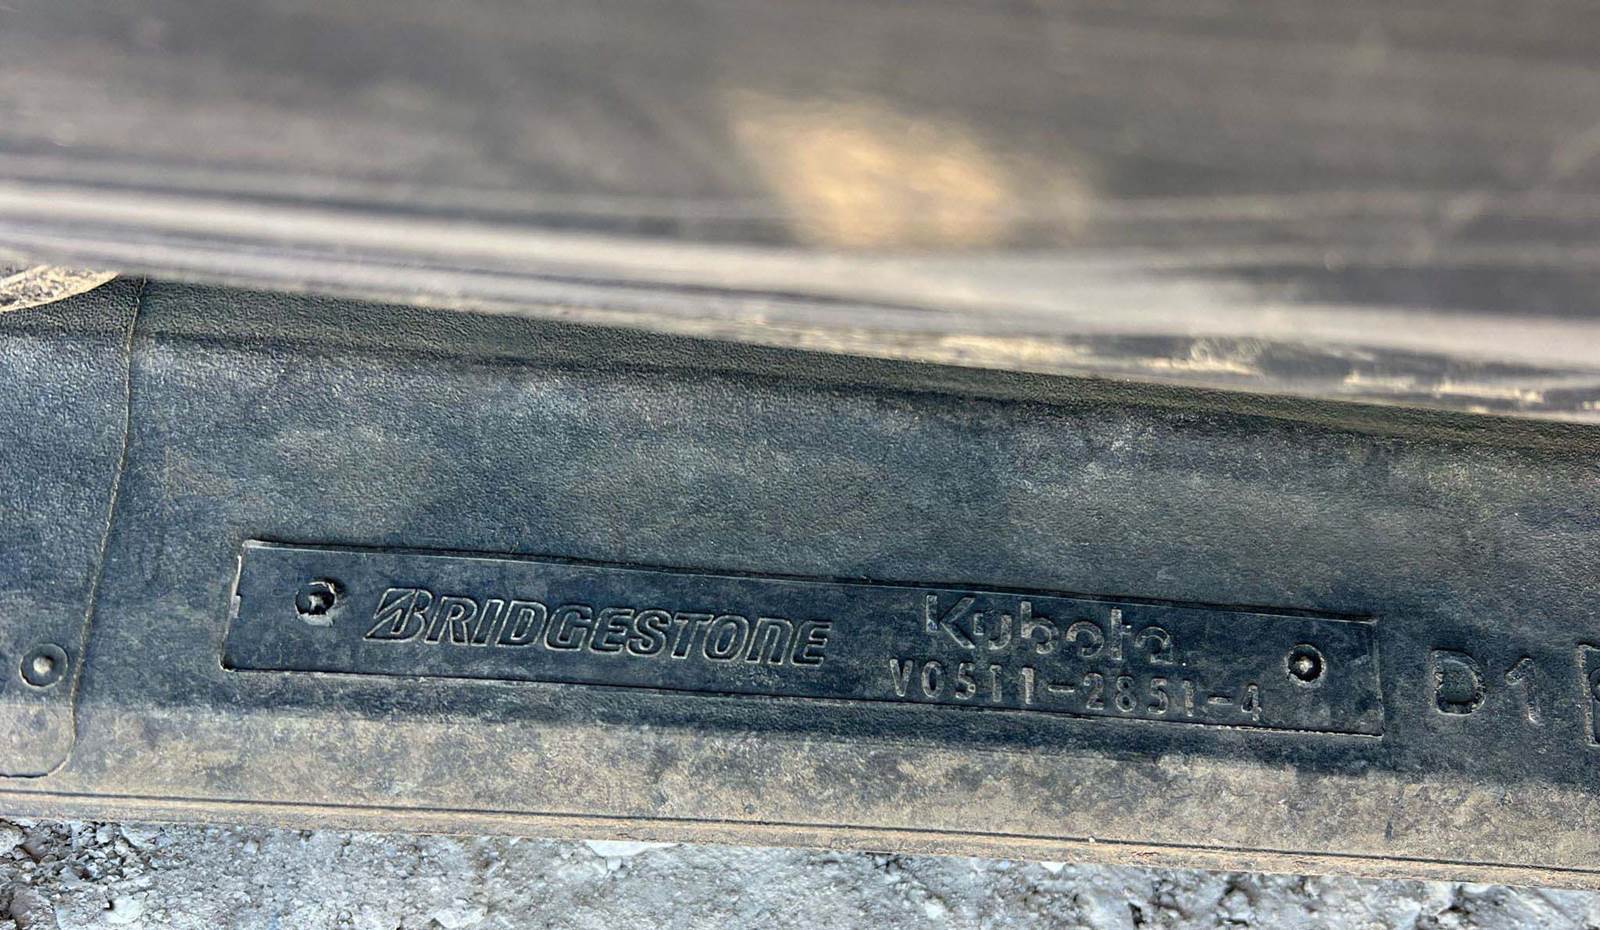 BRIDGESTONE
Kubota
V0511-2851-4
D1